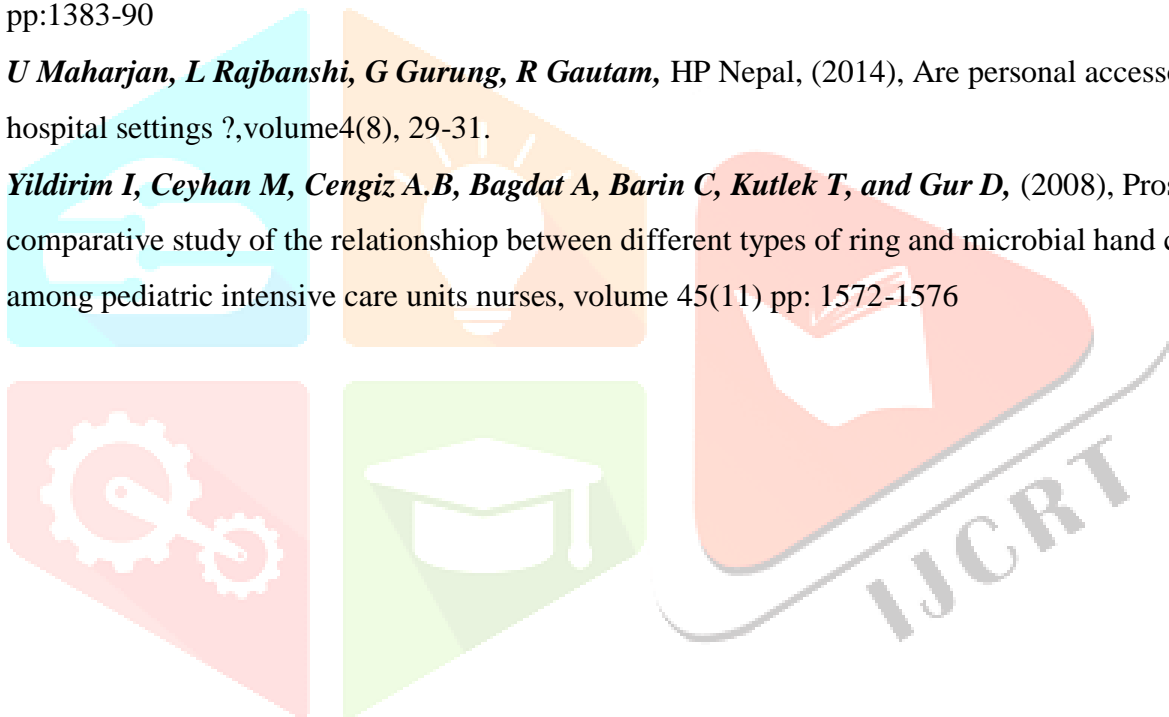 pp:1383-90
U Maharjan, L Rajbanshi, G Gurung, R Gautam, HP Nepal, (2014), Are personal
hospital settings ?,volume4(8), 29-31.
Yildirim I, Ceyhan M, Cengiz A.B, Bagdat A, Barin C, Kutlek T, and Gur D, (2008),
comparative study of the relationshiop between different types of ring and microbial hand
among pediatric intensive care units nurses, volume 45(11) pp: 1572-1576
IJCRT